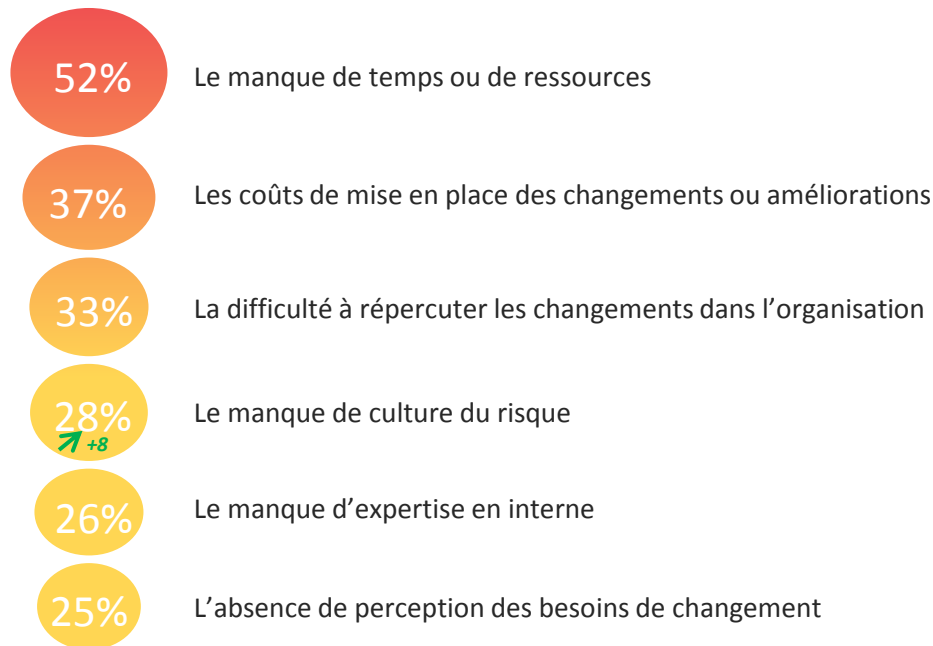 52% Le manque de temps ou de ressources
37% Les coûts de mise en place des changements ou améliorations
33% La difficulté à répercuter les changements dans l’organisation
28% Le manque de culture du risque
+8
26% Le manque d’expertise en interne
25% L’absence de perception des besoins de changement